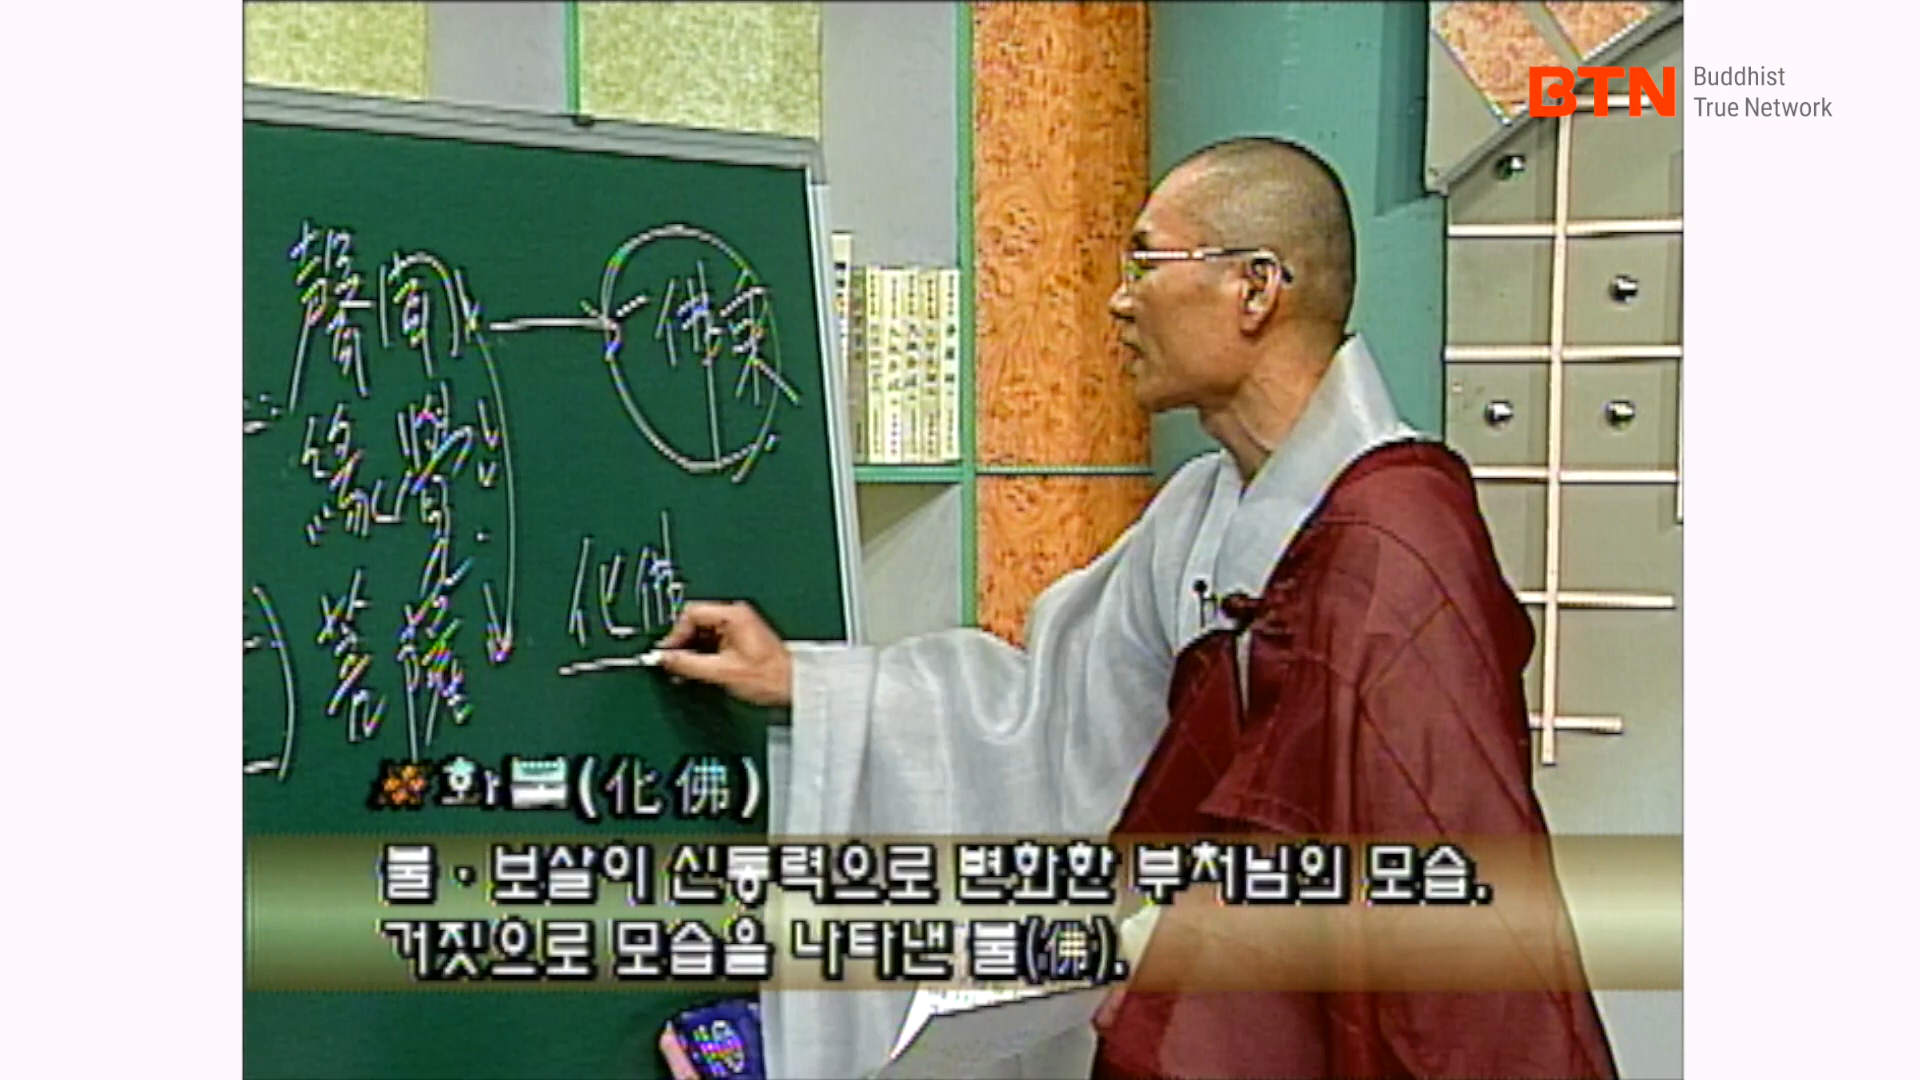 BTN Buddhist
True Network
聲聞
佛乘
緣覺
化佛
菩薩
화불(化佛)
불·보살이 신통력으로 변화한 부처님의 모습.
거짓으로 모습을 나타낸 불(佛).